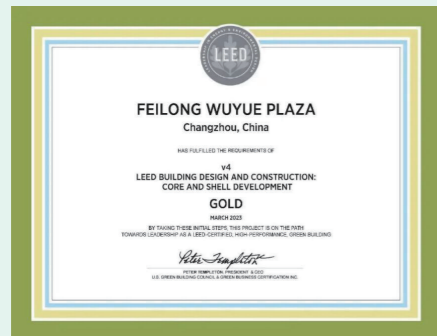 LEED
FEILONG WUYUE PLAZA
Changzhou, China
HAS FULFILLED THE REQUIREMENTS OF
v4
LEED BUILDING DESIGN AND CONSTRUCTION:
CORE AND SHELL DEVELOPMENT
GOLD
MARCH 2023
BY TAKING THESE INITIAL STEPS, THIS PROJECT IS ON THE PATH
TOWARDS LEADERSHIP AS A LEED-CERTIFIED, HIGH-PERFORMANCE, GREEN BUILDING.
Peter Templeton
PETER TEMPLETON, PRESIDENT & CEO
U.S. GREEN BUILDING COUNCIL & GREEN BUSINESS CERTIFICATION INC.